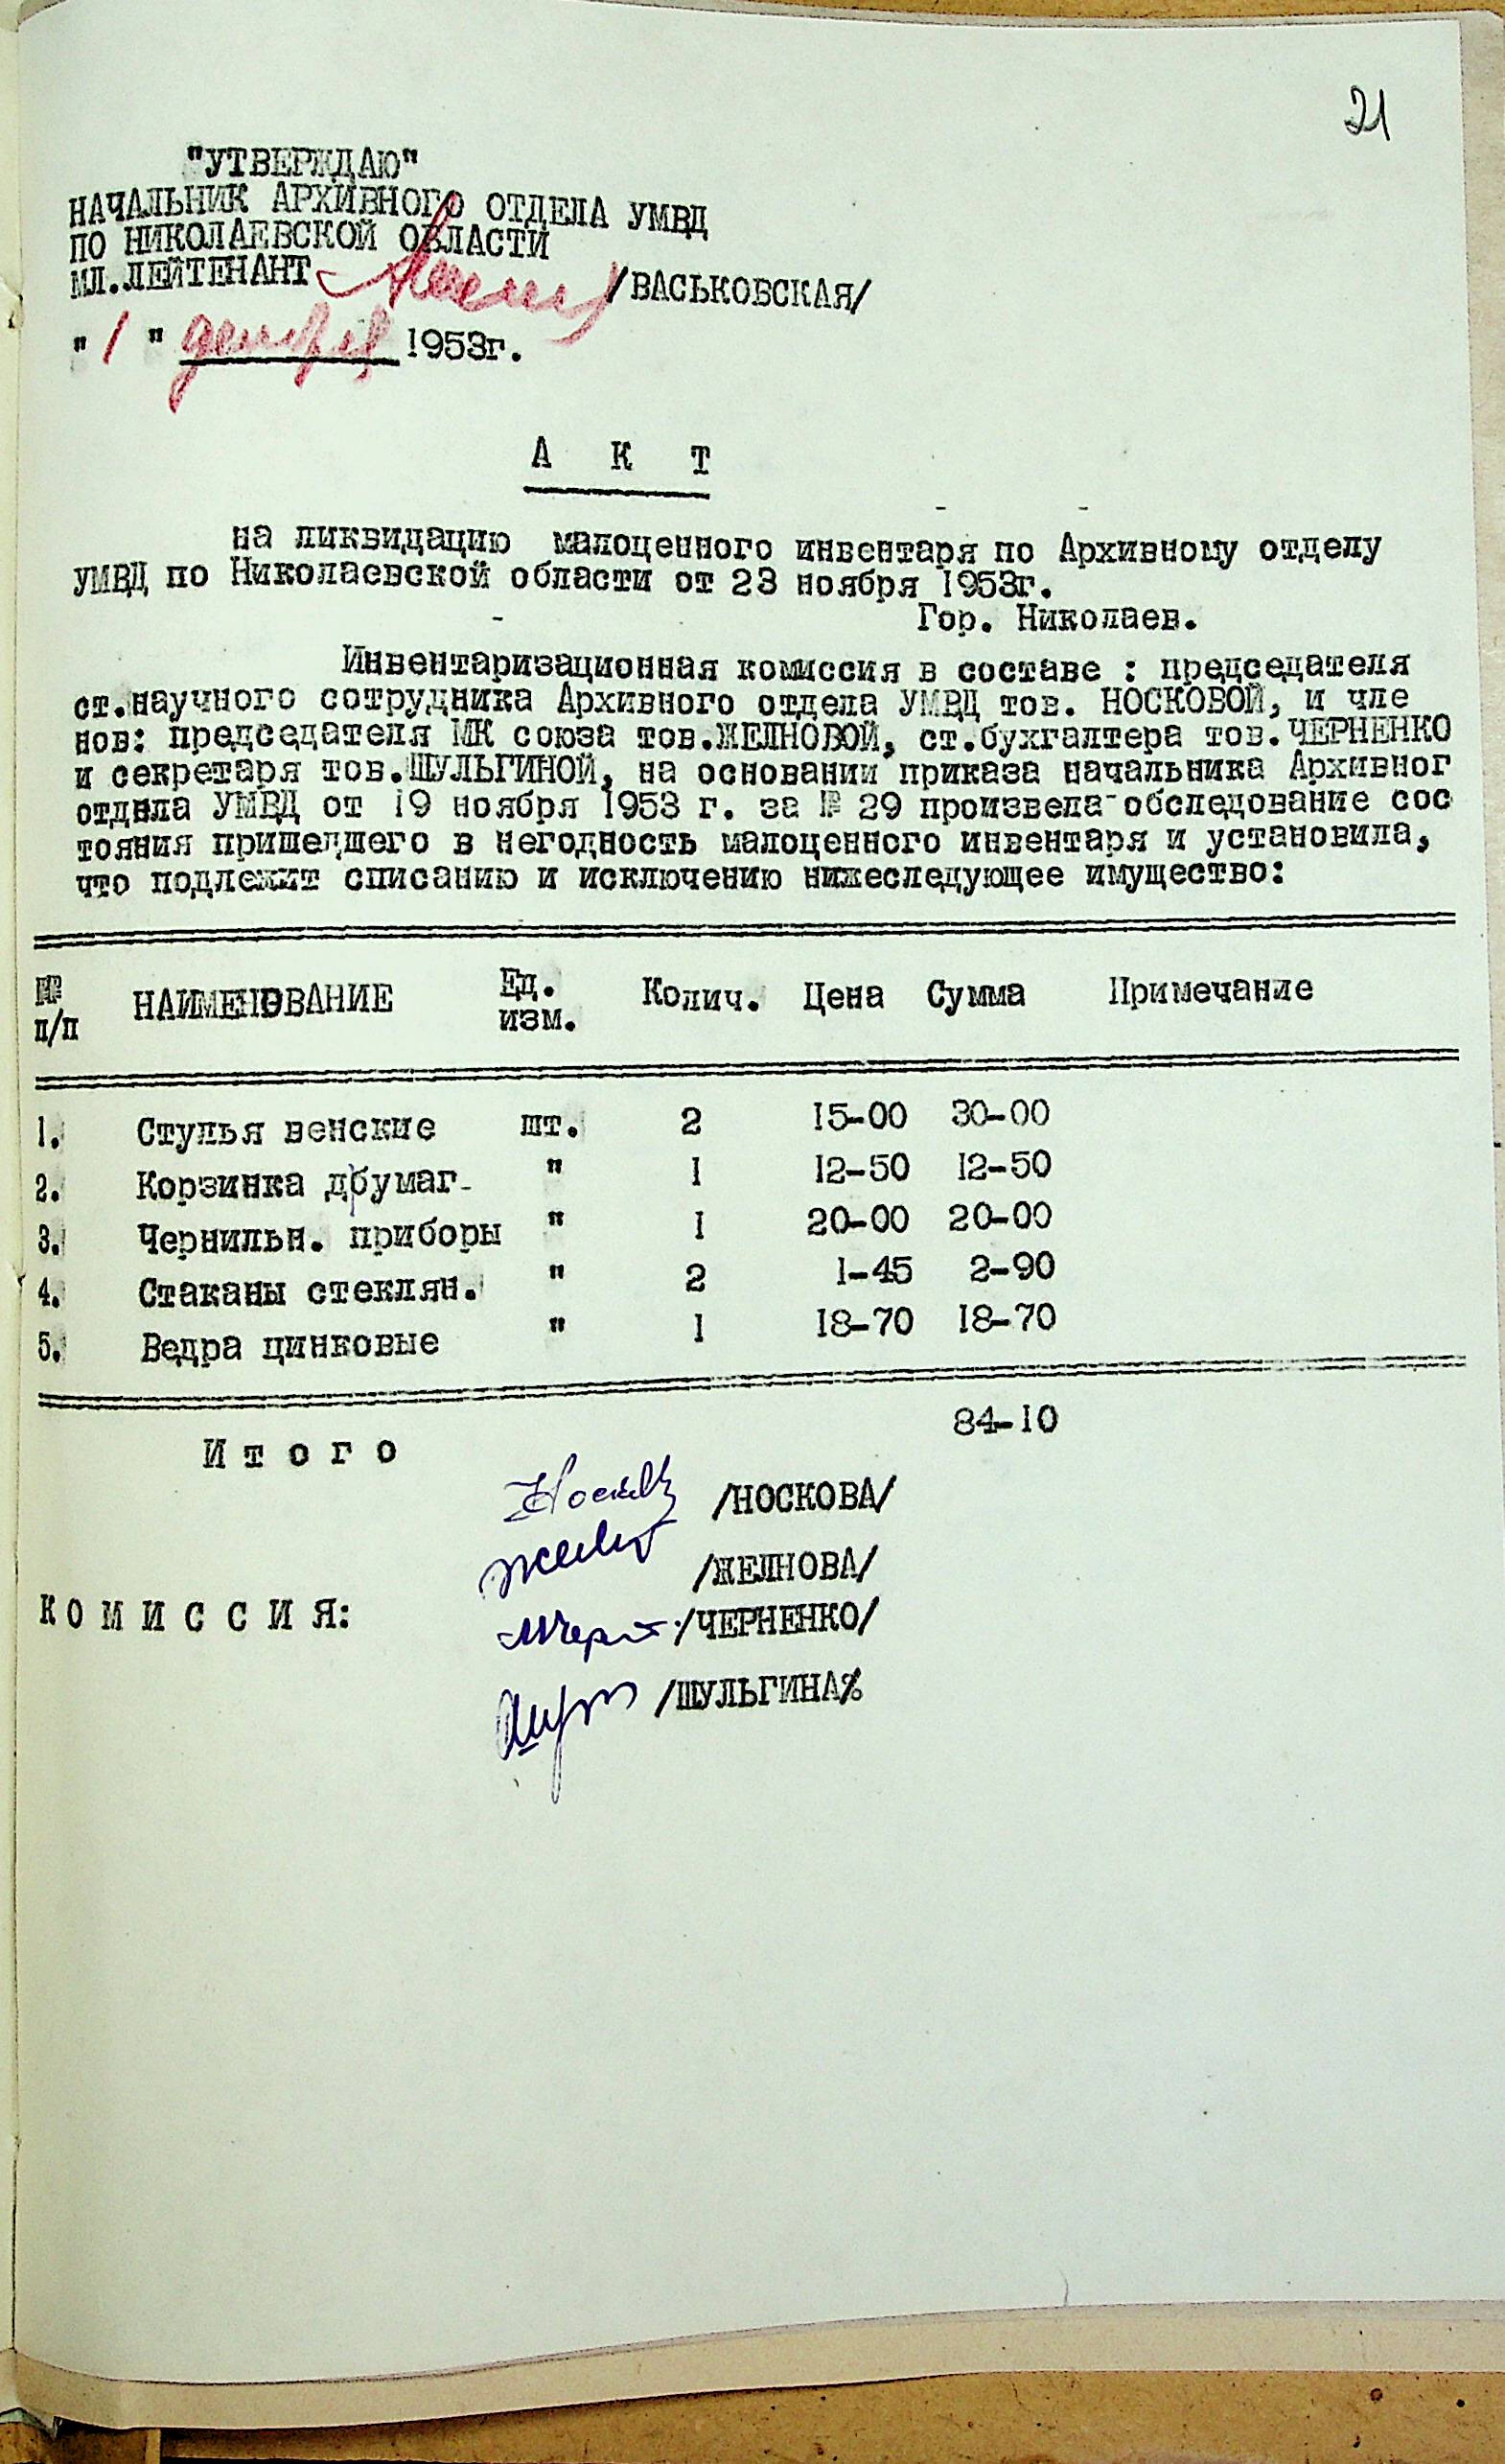 21
"УТВЕРЖДАЮ"
НАЧАЛЬНИК АРХИВНОГО ОТДЕЛА УМВД
ПО НИКОЛАЕВСКОЙ ОБЛАСТИ
МЛ.ЛЕЙТЕНАНТ /ВАСЬКОВСКАЯ/
" 1 " декабря 1953г.
А К Т
на ликвидацию малоценного инвентаря по Архивному отделу
УМВД по Николаевской области от 23 ноября 1953г.
Гор. Николаев.
Инвентаризационная комиссия в составе : председателя
ст.научного сотрудника Архивного отдела УМВД тов. НОСКОВОЙ, и чле
нов: председателя МК союза тов.ЖЕЛНОВОЙ, ст.бухгалтера тов.ЧЕРНЕНКО
и секретаря тов.ШУЛЬГИНОЙ, на основании приказа начальника Архивног
отдела УМВД от 19 ноября 1953 г. за № 29 произвела обследование сос
тояния пришедшего в негодность малоценного инвентаря и установила,
что подлежит списанию и исключению нижеследующее имущество:
№ п/п НАИМЕНОВАНИЕ Ед. изм. Колич. Цена Сумма Примечание
1. Стулья венские шт. 2 15-00 30-00
2. Корзинка д/бумаг " 1 12-50 12-50
3. Чернильн. приборы " 1 20-00 20-00
4. Стаканы стеклян. " 2 1-45 2-90
5. Ведра цинковые " 1 18-70 18-70
И т о г о 84-10
/НОСКОВА/
/ЖЕЛНОВА/
К О М И С С И Я: /ЧЕРНЕНКО/
/ШУЛЬГИНА%